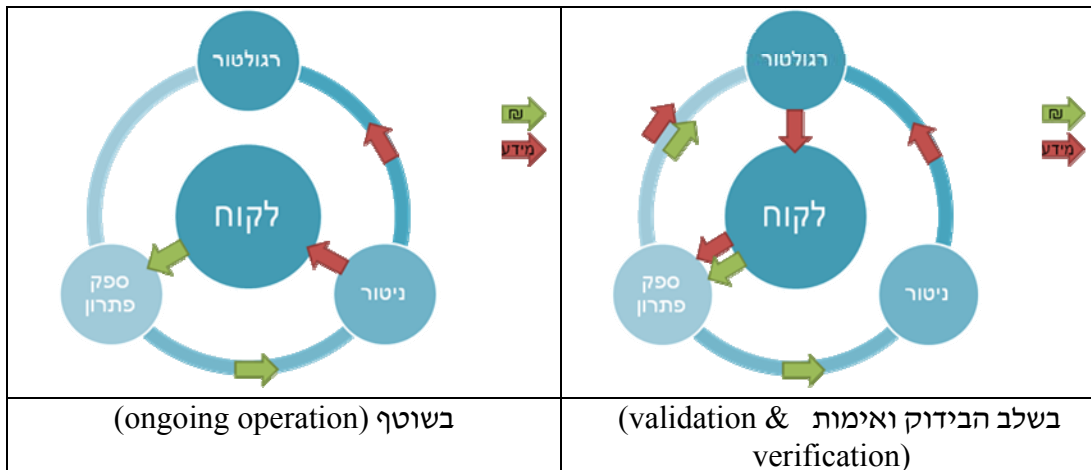 רגולטור
₪
מידע
לקוח
ספק
פתרון
ניטור
רגולטור
₪
מידע
לקוח
ספק
פתרון
ניטור
בשוטף (ongoing operation)
בשלב הבידוק ואימות (validation &
verification)